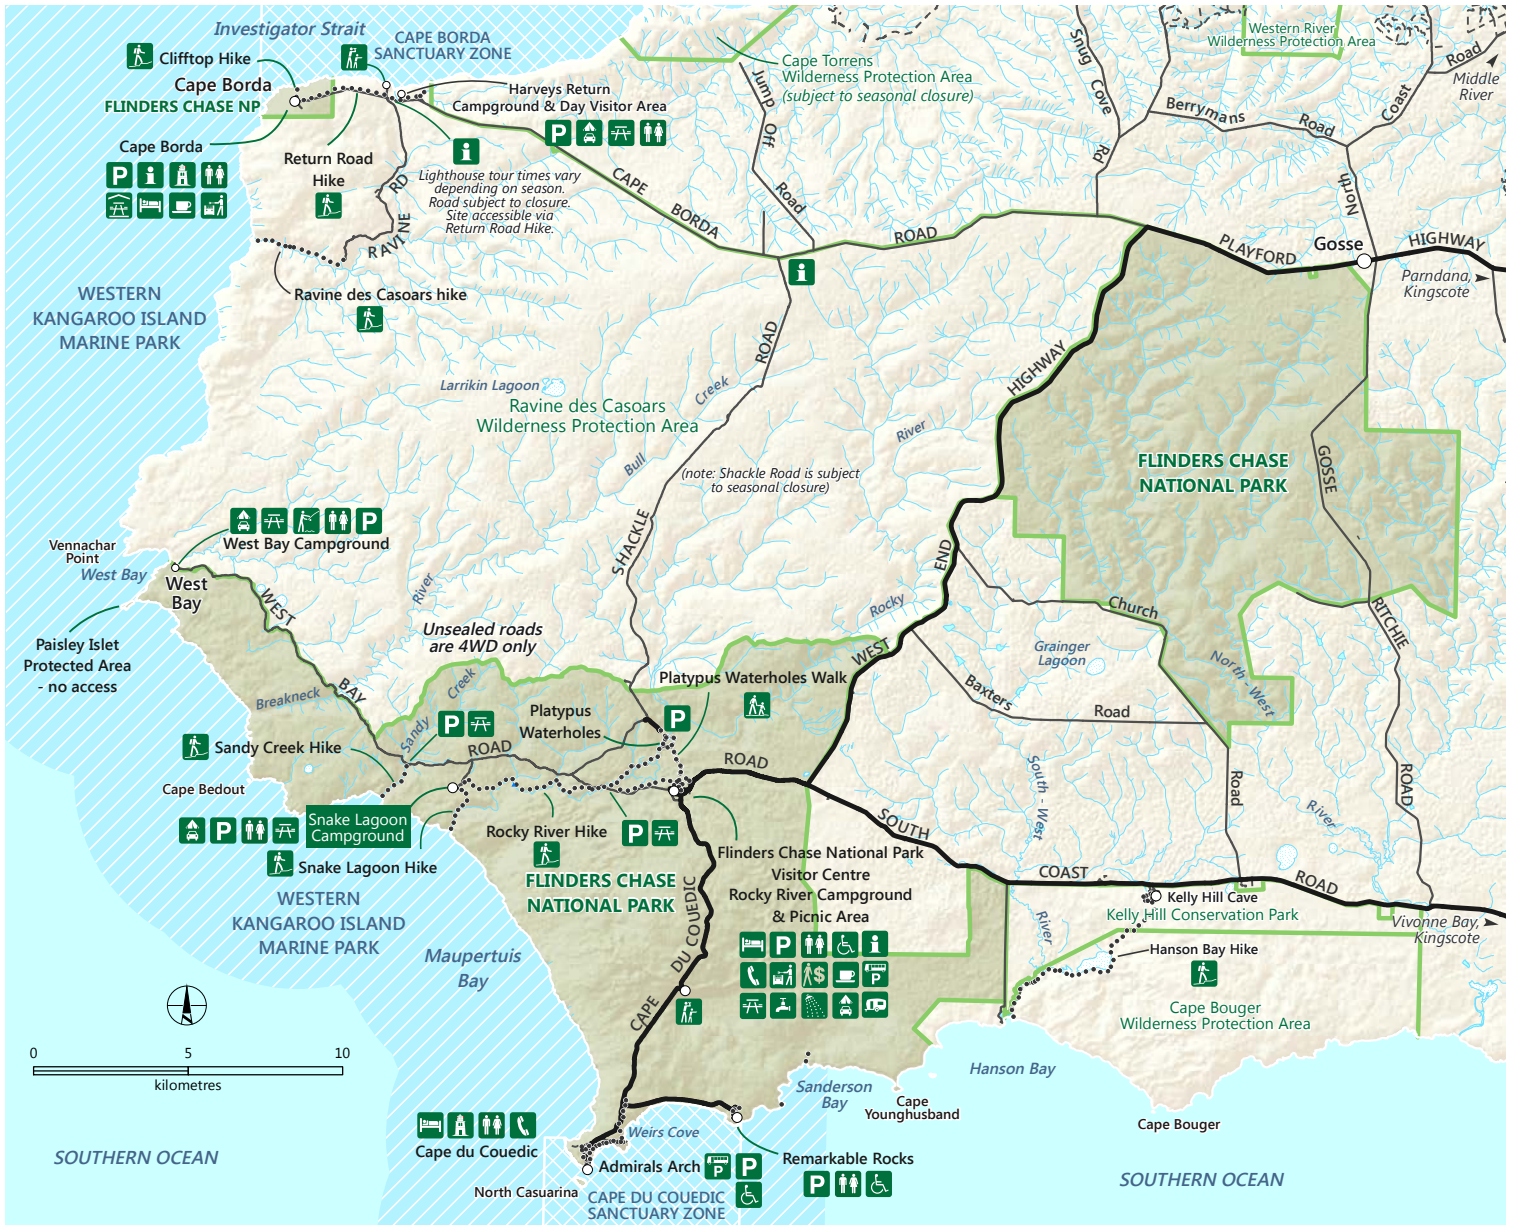 Investigator Strait
CAPE BORDA
SANCTUARY ZONE
Clifftop Hike
Cape Borda
FLINDERS CHASE NP
Harveys Return
Campground & Day Visitor Area
P
Cape Torrens
Wilderness Protection Area
(subject to seasonal closure)
Western River
Wilderness Protection Area
Snug Cove
Rd
Road
Middle
River
Coast
Berrymans
Road
North
Jump Off
Road
Cape Borda
P i
Return Road
Hike
i
Lighthouse tour times vary
depending on season.
Road subject to closure.
Site accessible via
Return Road Hike.
RAVINE RD
CAPE
BORDA
ROAD
i
PLAYFORD
Gosse
HIGHWAY
Parndana,
Kingscote
WESTERN
KANGAROO ISLAND
MARINE PARK
Ravine des Casoars hike
Larrikin Lagoon
Ravine des Casoars
Wilderness Protection Area
ROAD
Creek
Bull
River
HIGHWAY
(note: Shackle Road is subject
to seasonal closure)
FLINDERS CHASE
NATIONAL PARK
GOSSE
SHACKLE
END
P
West Bay Campground
Vennachar
Point
West Bay
West
Bay
WEST
River
Rocky
Church
RITCHIE
Paisley Islet
Protected Area
- no access
Unsealed roads
are 4WD only
WEST
Grainger
Lagoon
North - West
Breakneck
BAY
Creek
Sandy
P
Platypus Waterholes Walk
Platypus
Waterholes
P
Baxters
Road
Sandy Creek Hike
ROAD
ROAD
South - West
Road
ROAD
Cape Bedout
Snake Lagoon
Campground
P
Rocky River Hike
P
SOUTH
River
Snake Lagoon Hike
FLINDERS CHASE
NATIONAL PARK
Flinders Chase National Park
Visitor Centre
Rocky River Campground
& Picnic Area
P i
$ P
COAST
ROAD
Kelly Hill Cave
Kelly Hill Conservation Park
Vivonne Bay,
Kingscote
River
Hanson Bay Hike
WESTERN
KANGAROO ISLAND
MARINE PARK
Maupertuis
Bay
DU COUEDIC
CAPE
Cape Bouger
Wilderness Protection Area
0 5 10
kilometres
Hanson Bay
Sanderson
Bay
Cape
Younghusband
Cape Bouger
Weirs Cove
Cape du Couedic
Admirals Arch
P P
Remarkable Rocks
P
North Casuarina
CAPE DU COUEDIC
SANCTUARY ZONE
SOUTHERN OCEAN
SOUTHERN OCEAN